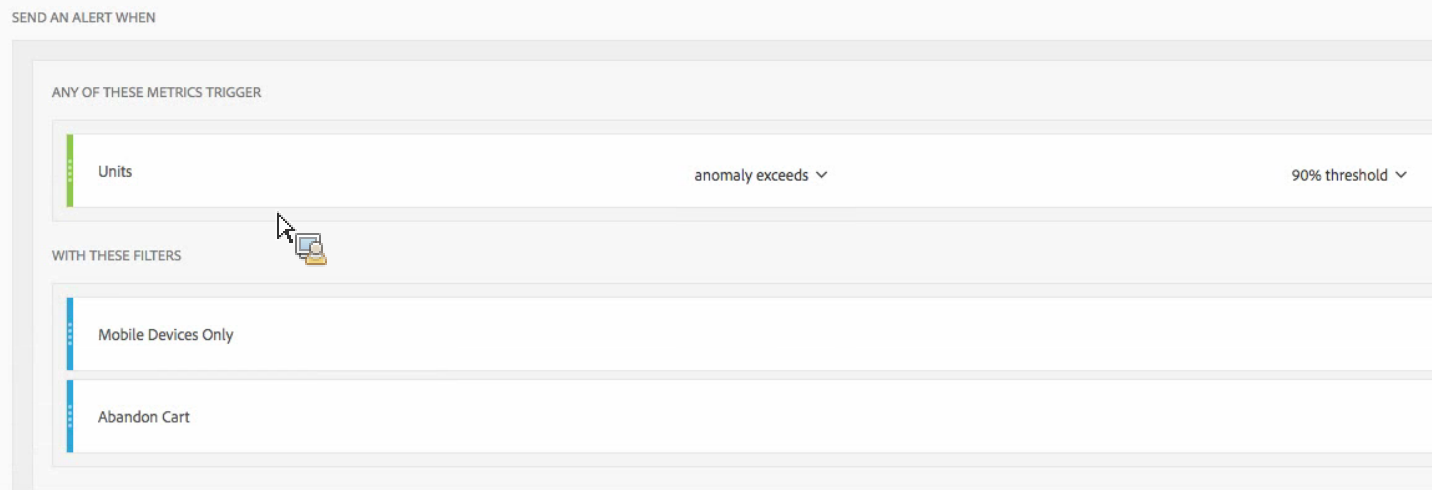 SEND AN ALERT WHEN
ANY OF THESE METRICS TRIGGER
Units anomaly exceeds 90% threshold
WITH THESE FILTERS
Mobile Devices Only
Abandon Cart